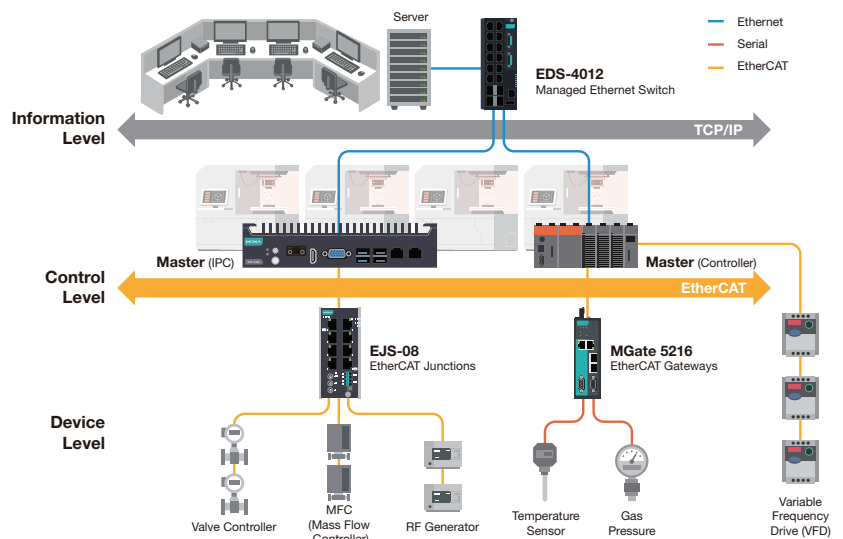 Server
Ethernet
Serial
EtherCAT
EDS-4012
Managed Ethernet Switch
Information
Level
TCP/IP
Master (IPC)
Master (Controller)
Control
Level
EtherCAT
EJS-08
EtherCAT Junctions
MGate 5216
EtherCAT Gateways
Device
Level
Valve Controller
MFC
(Mass Flow
Controller)
RF Generator
Temperature
Sensor
Gas
Pressure
Variable
Frequency
Drive (VFD)